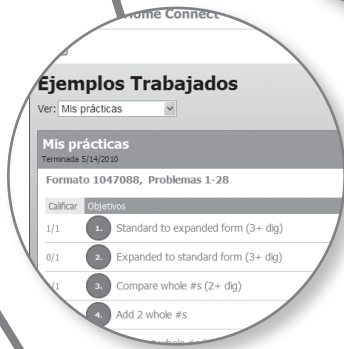 Home Connect
Ejemplos Trabajados
Ver: Mis prácticas
Mis prácticas
Terminada 5/14/2010
Formato 1047088, Problemas 1-28
Calificar Objetivos
1/1 1. Standard to expanded form (3+ dig)
0/1 2. Expanded to standard form (3+ dig)
/1 3. Compare whole #s (2+ dig)
4. Add 2 whole #s